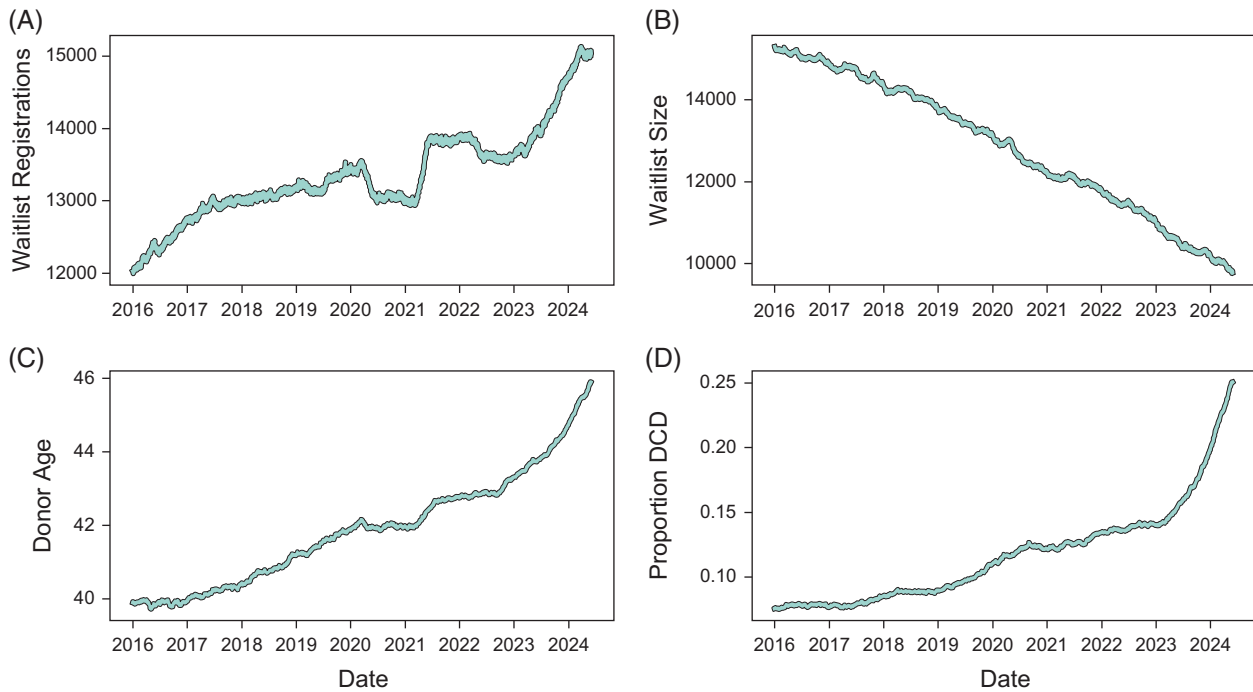 (A)
Waitlist Registrations
15000
14000
13000
12000
2016 2017 2018 2019 2020 2021 2022 2023 2024
(B)
Waitlist Size
14000
12000
10000
2016 2017 2018 2019 2020 2021 2022 2023 2024
(C)
Donor Age
46
44
42
40
2016 2017 2018 2019 2020 2021 2022 2023 2024
Date
(D)
Proportion DCD
0.25
0.20
0.15
0.10
2016 2017 2018 2019 2020 2021 2022 2023 2024
Date